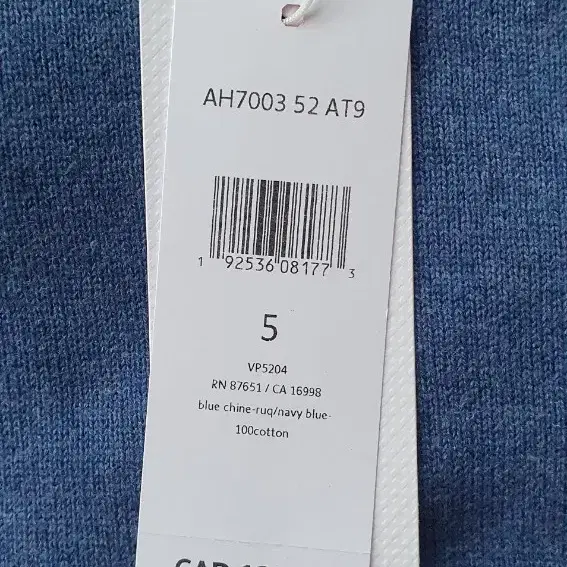 AH7003 52 AT9
1 92536 08177 3
5
VP5204
RN 87651 / CA 16998
blue chine-ruq/navy blue-
100cotton